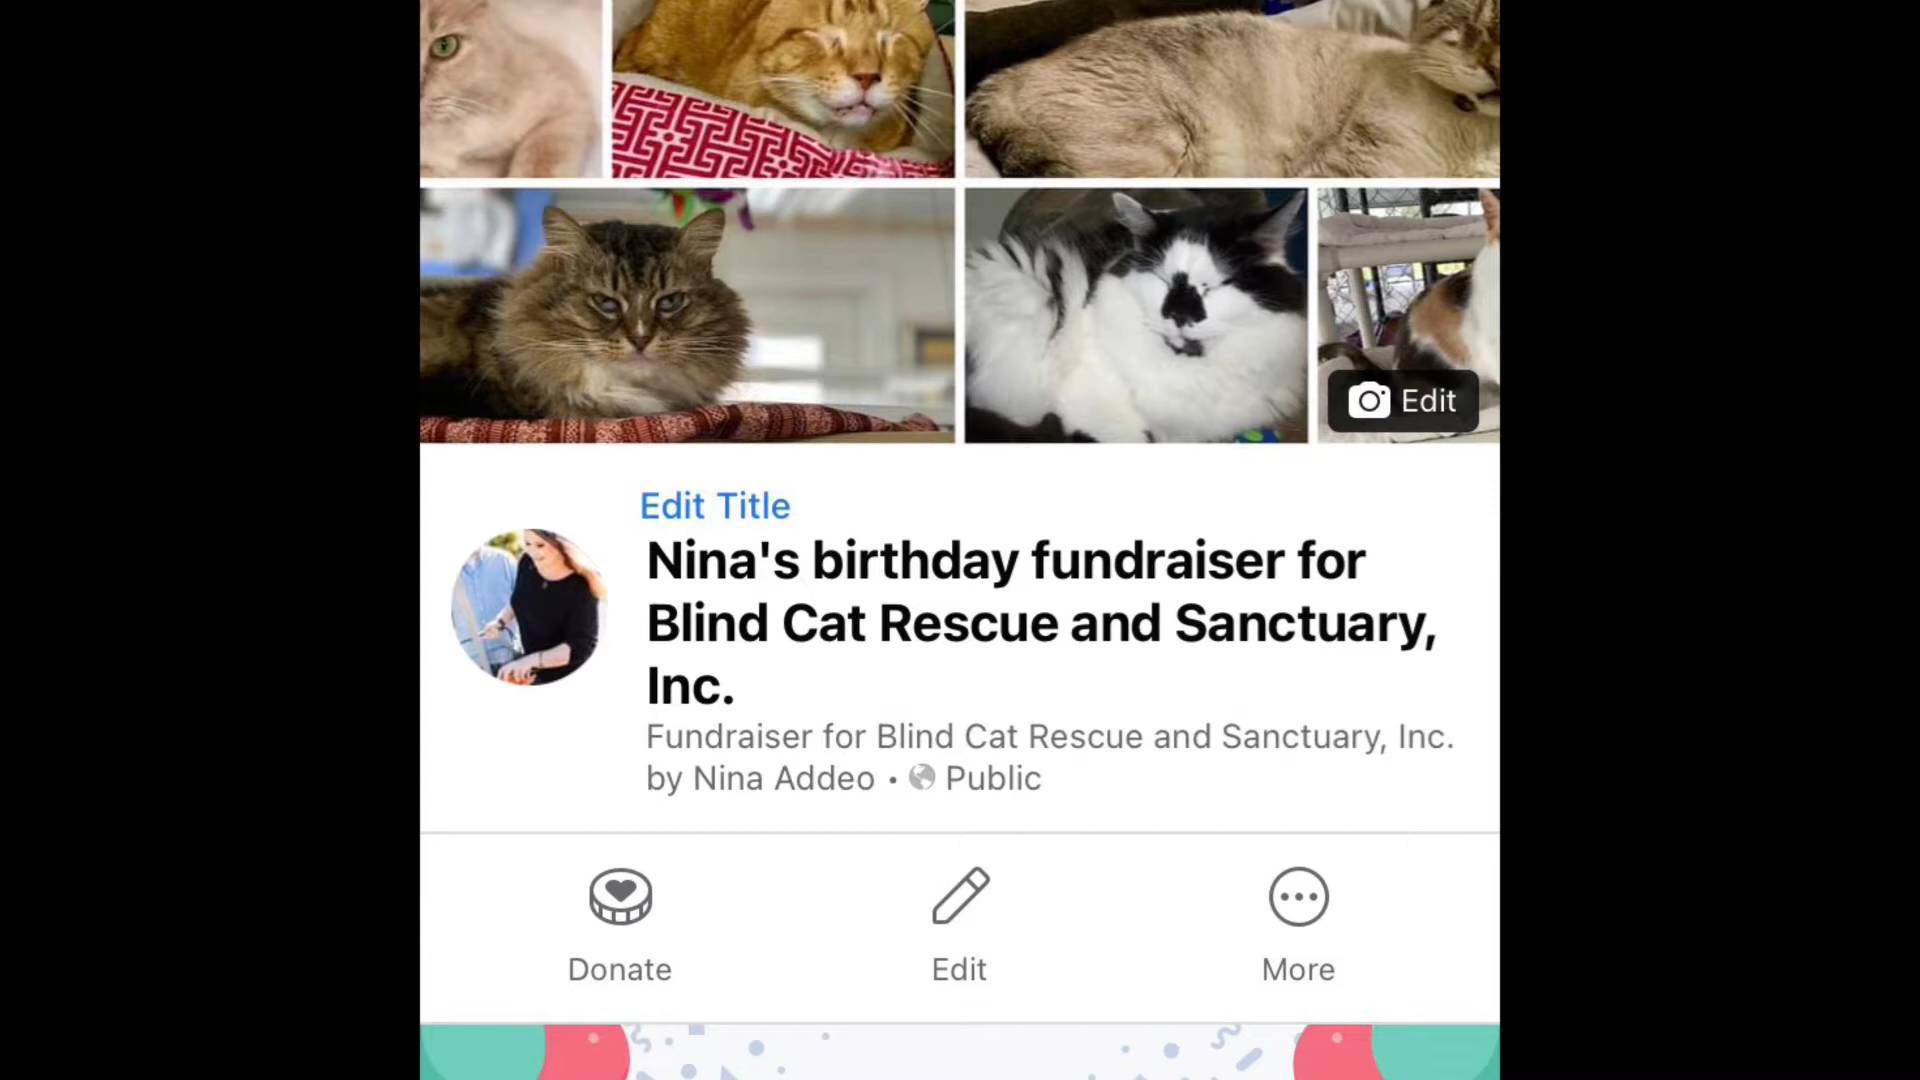 Edit
Edit Title
Nina's birthday fundraiser for
Blind Cat Rescue and Sanctuary,
Inc.
Fundraiser for Blind Cat Rescue and Sanctuary, Inc.
by Nina Addeo • Public
Donate
Edit
More